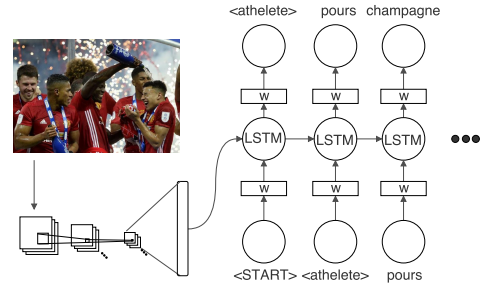 <athelete> pours champagne
w w w
LSTM LSTM LSTM
w w w
<START> <athelete> pours